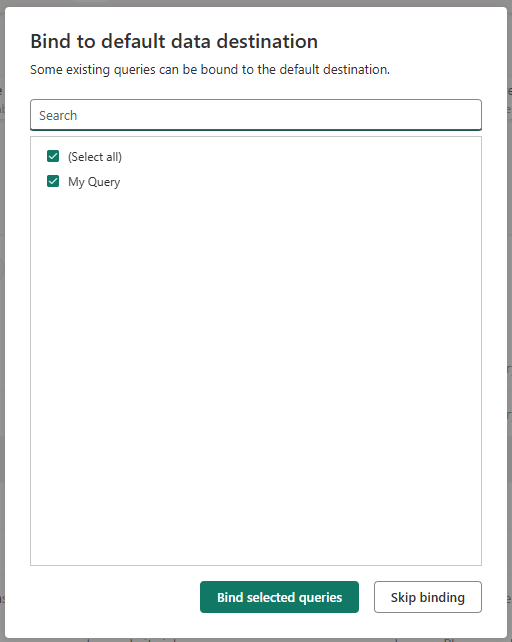 Bind to default data destination
Some existing queries can be bound to the default destination.
Search
(Select all)
My Query
Bind selected queries
Skip binding